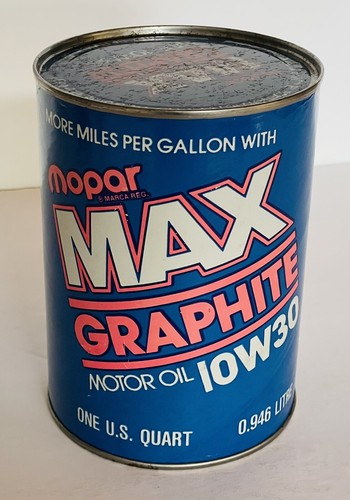 MORE MILES PER GALLON WITH
mopar
® MARCA REG.
MAX
GRAPHITE
MOTOR OIL 10W30
ONE U.S. QUART 0.946 LITRE